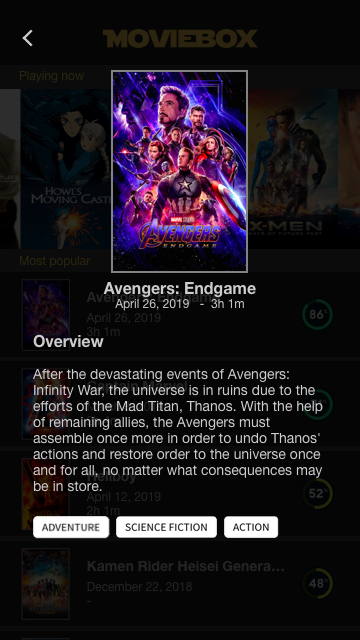 MOVIEBOX
Playing now
HOWL'S
MOVING CAST
MARVEL STUDIOS
AVENGERS
ENDGAME
X-MEN
Most popular
Avengers: Endgame
April 26, 2019 - 3h 1m
April 26, 2019
3h 1m
86
Overview
After the devastating events of Avengers:
Infinity War, the universe is in ruins due to the
efforts of the Mad Titan, Thanos. With the help
of remaining allies, the Avengers must
assemble once more in order to undo Thanos'
actions and restore order to the universe once
and for all, no matter what consequences may
be in store.
Captain Marvel
Hellboy
April 12, 2019
52
ADVENTURE
SCIENCE FICTION
ACTION
Kamen Rider Heisei Genera...
December 22, 2018
-
48